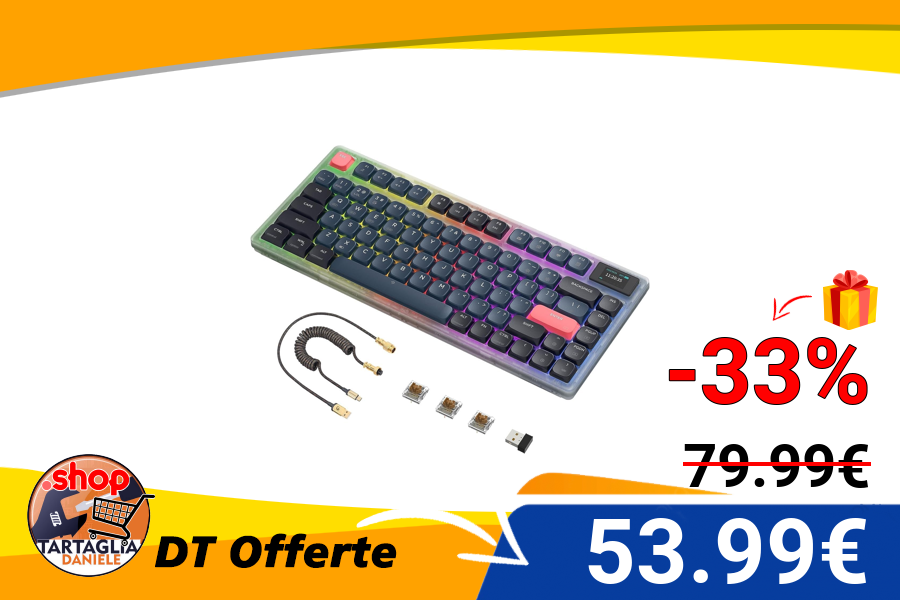 -33%
79.99€
53.99€
.shop
TARTAGLIA
DANIELE
DT Offerte